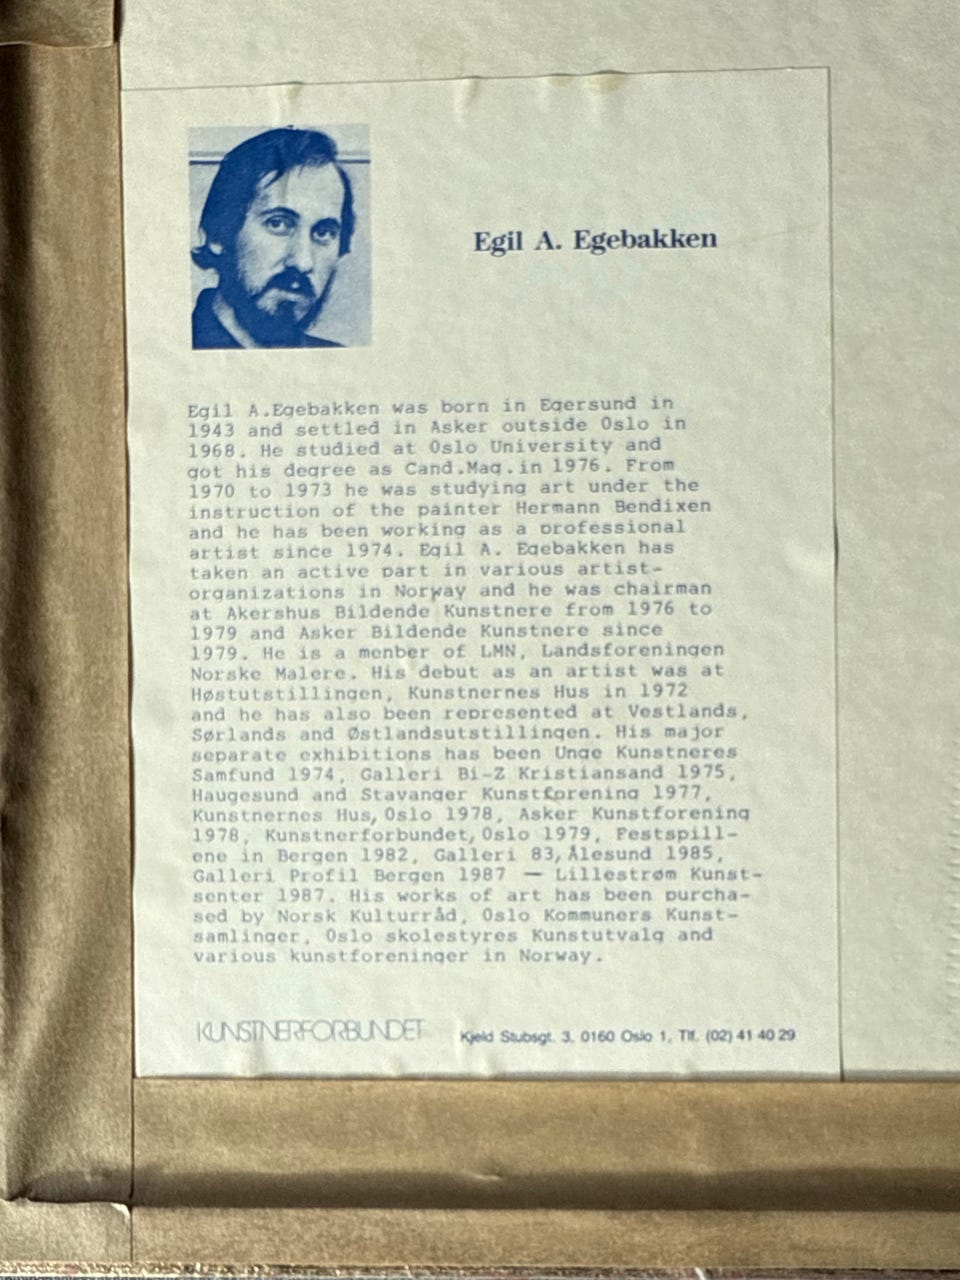 Egil A. Egebakken
Egil A.Egebakken was born in Egersund in
1943 and settled in Asker outside Oslo in
1968. He studied at Oslo University and
got his degree as Cand.Mag.in 1976. From
1970 to 1973 he was studying art under the
instruction of the painter Hermann Bendixen
and he has been working as a professional
artist since 1974. Egil A. Egebakken has
taken an active part in various artist-
organizations in Norway and he was chairman
at Akershus Bildende Kunstnere from 1976 to
1979 and Asker Bildende Kunstnere since
1979. He is a menber of LMN, Landsforeningen
Norske Malere. His debut as an artist was at
Høstutstillingen, Kunstnernes Hus in 1972
and he has also been represented at Vestlands,
Sørlands and Østlandsutstillingen. His major
separate exhibitions has been Unge Kunstneres
Samfund 1974, Galleri Bi-Z Kristiansand 1975,
Haugesund and Stavanger Kunstforening 1977,
Kunstnernes Hus, Oslo 1978, Asker Kunstforening
1978, Kunstnerforbundet, Oslo 1979, Festspill-
ene in Bergen 1982, Galleri 83, Ålesund 1985,
Galleri Profil Bergen 1987 — Lillestrøm Kunst-
senter 1987. His works of art has been purcha-
sed by Norsk Kulturråd, Oslo Kommuners Kunst-
samlinger, Oslo skolestyres Kunstutvalg and
various kunstforeninger in Norway.
KUNSTNERFORBUNDET Kjeld Stubsgt. 3, 0160 Oslo 1, Tlf. (02) 41 40 29